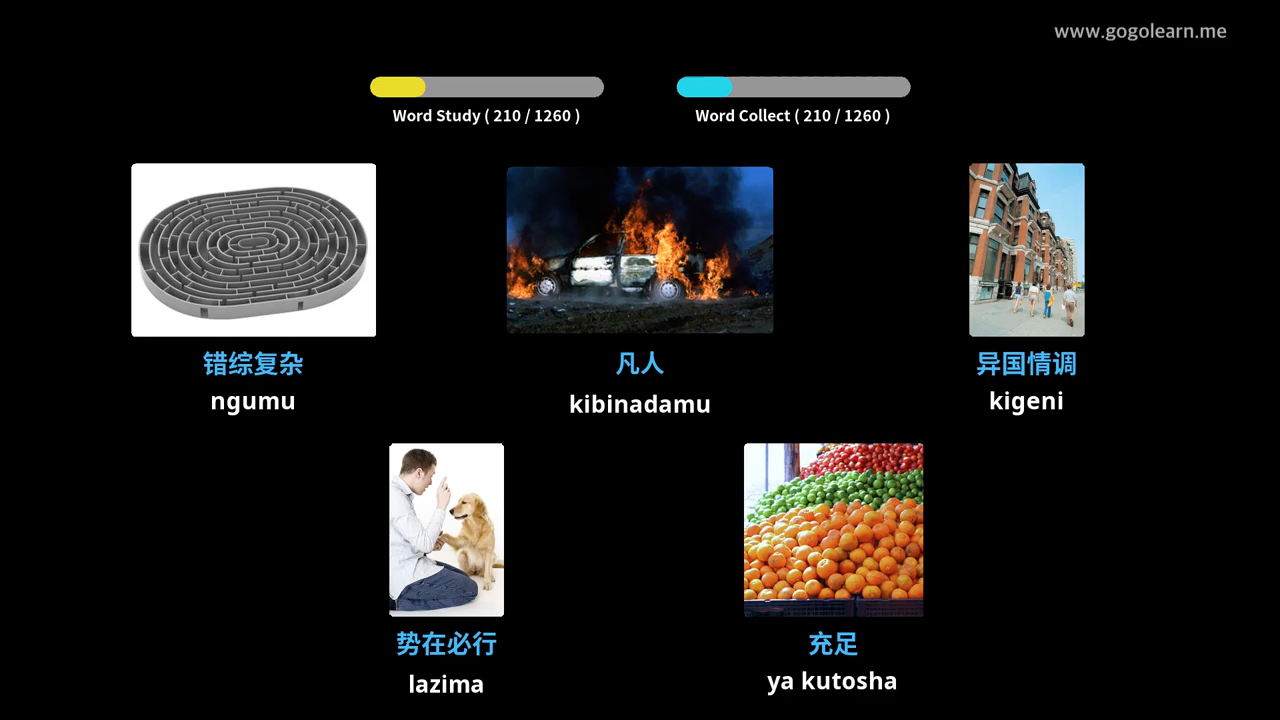 www.gogolearn.me
Word Study ( 210 / 1260 )
Word Collect ( 210 / 1260 )
错综复杂
ngumu
凡人
kibinadamu
异国情调
kigeni
势在必行
lazima
充足
ya kutosha